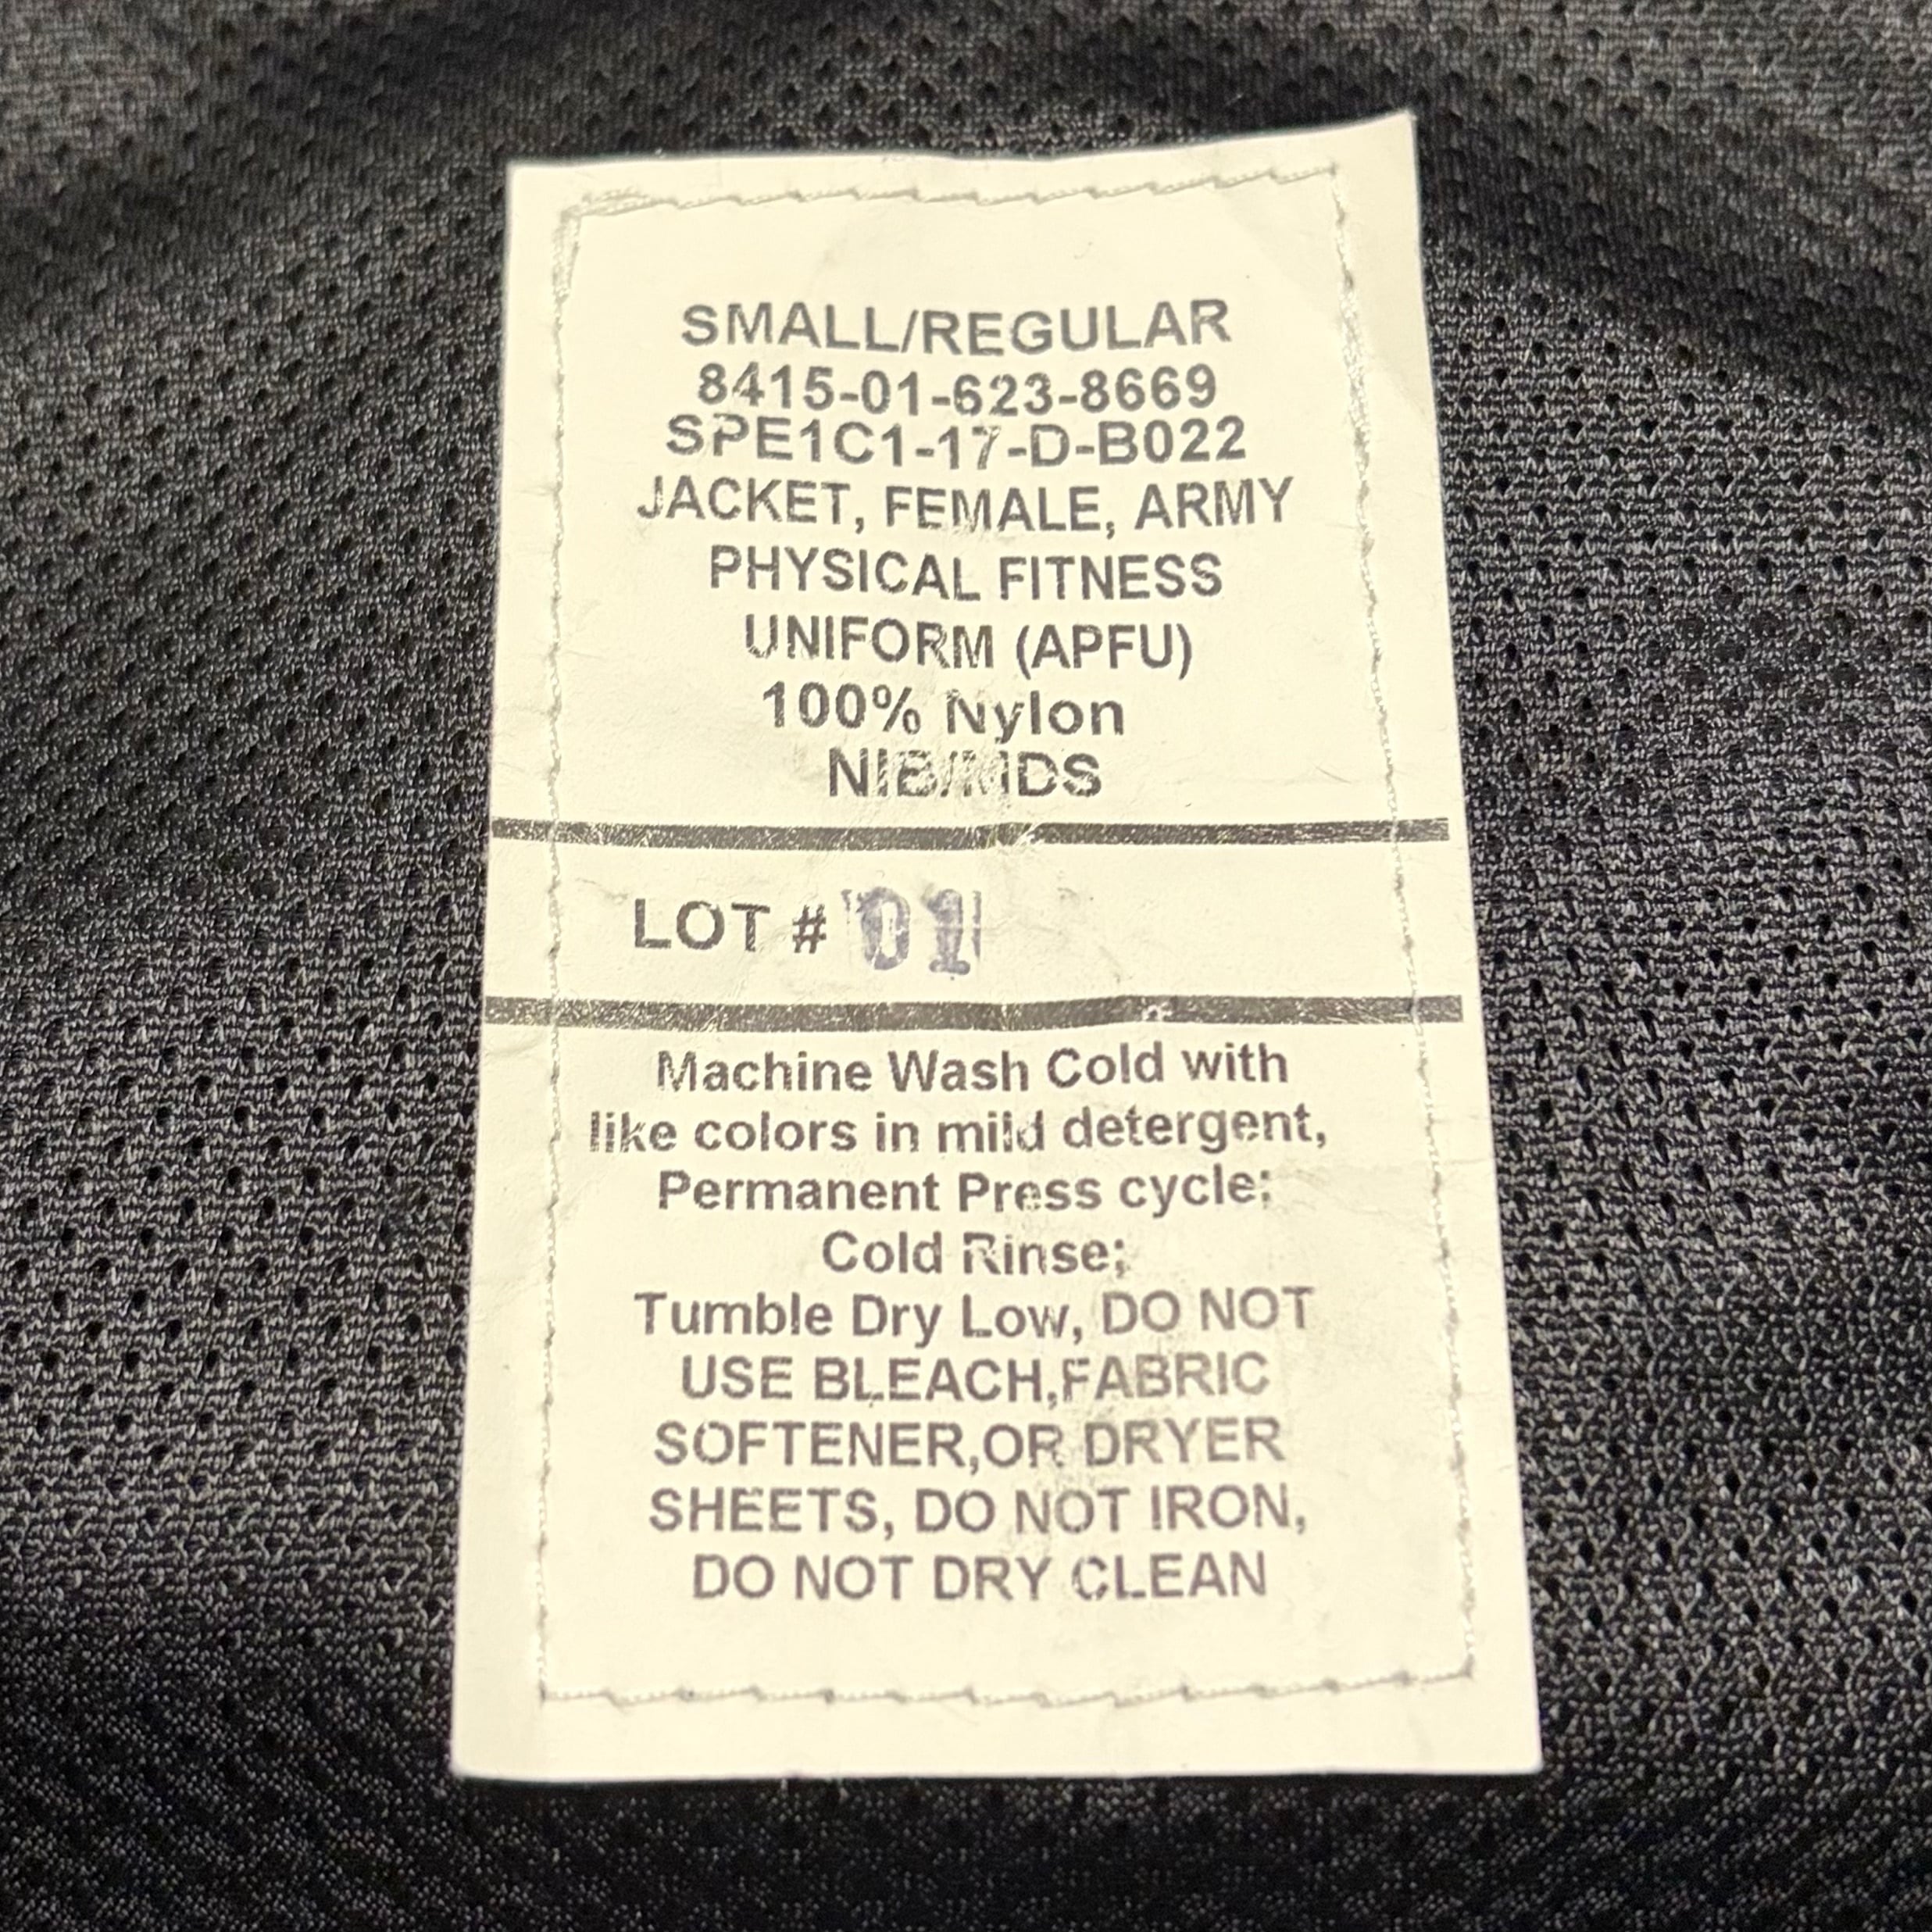 SMALL/REGULAR
8415-01-623-8669
SPE1C1-17-D-B022
JACKET, FEMALE, ARMY
PHYSICAL FITNESS
UNIFORM (APFU)
100% Nylon
NIB/MDS
LOT # 01
Machine Wash Cold with
like colors in mild detergent,
Permanent Press cycle;
Cold Rinse;
Tumble Dry Low, DO NOT
USE BLEACH,FABRIC
SOFTENER,OR DRYER
SHEETS, DO NOT IRON,
DO NOT DRY CLEAN